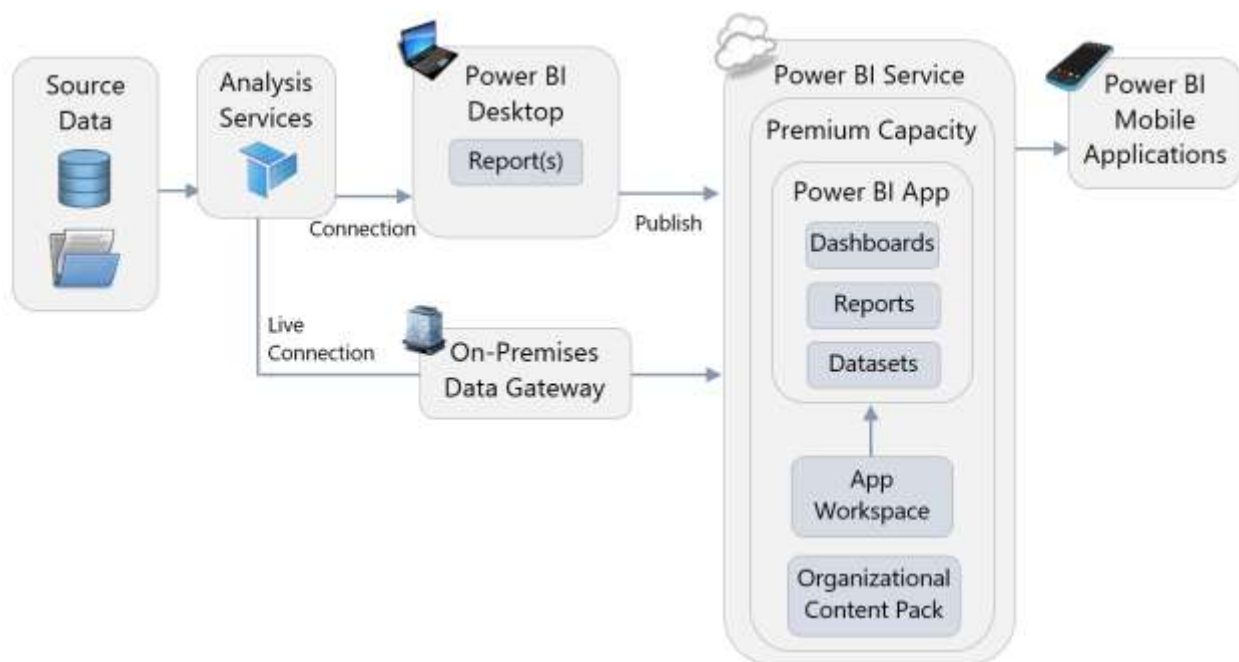 Source
Data
Analysis
Services
Connection
Live
Connection
Power BI
Desktop
Report(s)
Publish
On-Premises
Data Gateway
Power BI Service
Premium Capacity
Power BI App
Dashboards
Reports
Datasets
App
Workspace
Organizational
Content Pack
Power BI
Mobile
Applications